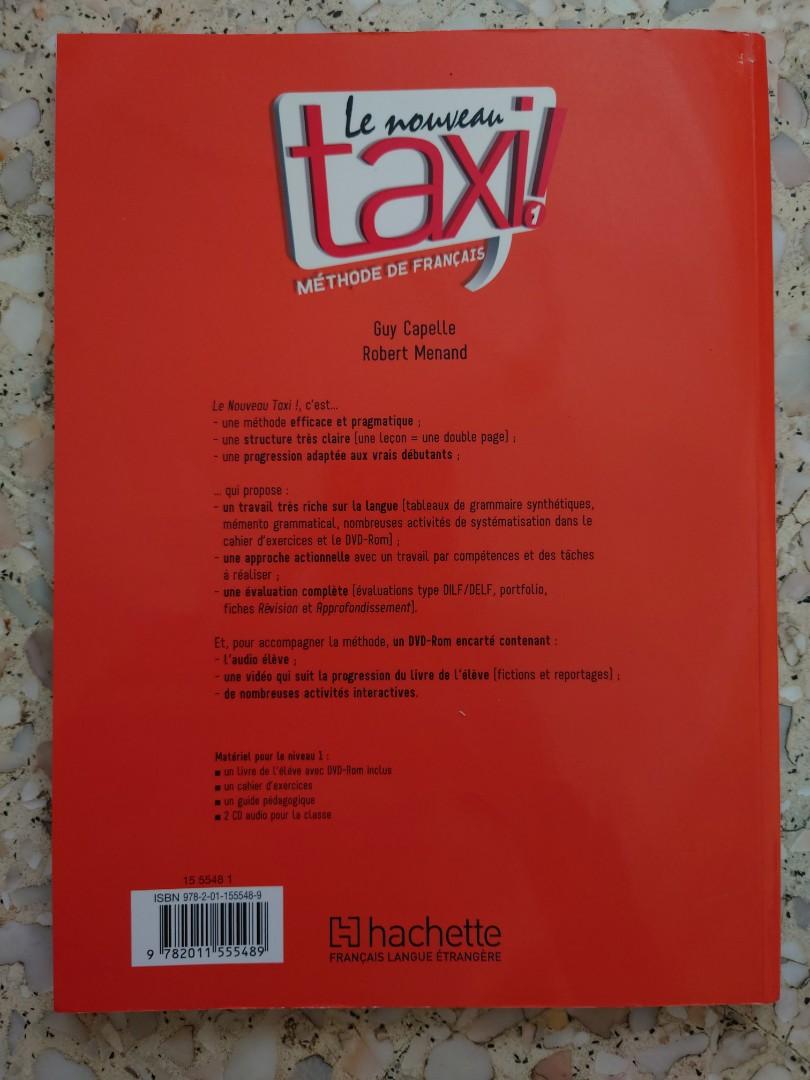 Le nouveau
taxi!
1
MÉTHODE DE FRANÇAIS
Guy Capelle
Robert Menand
Le Nouveau Taxi !, c'est...
- une méthode efficace et pragmatique ;
- une structure très claire (une leçon = une double page) ;
- une progression adaptée aux vrais débutants ;
... qui propose :
- un travail très riche sur la langue (tableaux de grammaire synthétiques,
mémento grammatical, nombreuses activités de systématisation dans le
cahier d'exercices et le DVD-Rom) ;
- une approche actionnelle avec un travail par compétences et des tâches
à réaliser ;
- une évaluation complète (évaluations type DILF/DELF, portfolio,
fiches Révision et Approfondissement).
Et, pour accompagner la méthode, un DVD-Rom encarté contenant :
- l'audio élève ;
- une vidéo qui suit la progression du livre de l'élève (fictions et reportages) ;
- de nombreuses activités interactives.
Matériel pour le niveau 1 :
■ un livre de l'élève avec DVD-Rom inclus
■ un cahier d'exercices
■ un guide pédagogique
■ 2 CD audio pour la classe
15 5548 1
ISBN 978-2-01-155548-9
9 782011 555489
hachette
FRANÇAIS LANGUE ÉTRANGÈRE